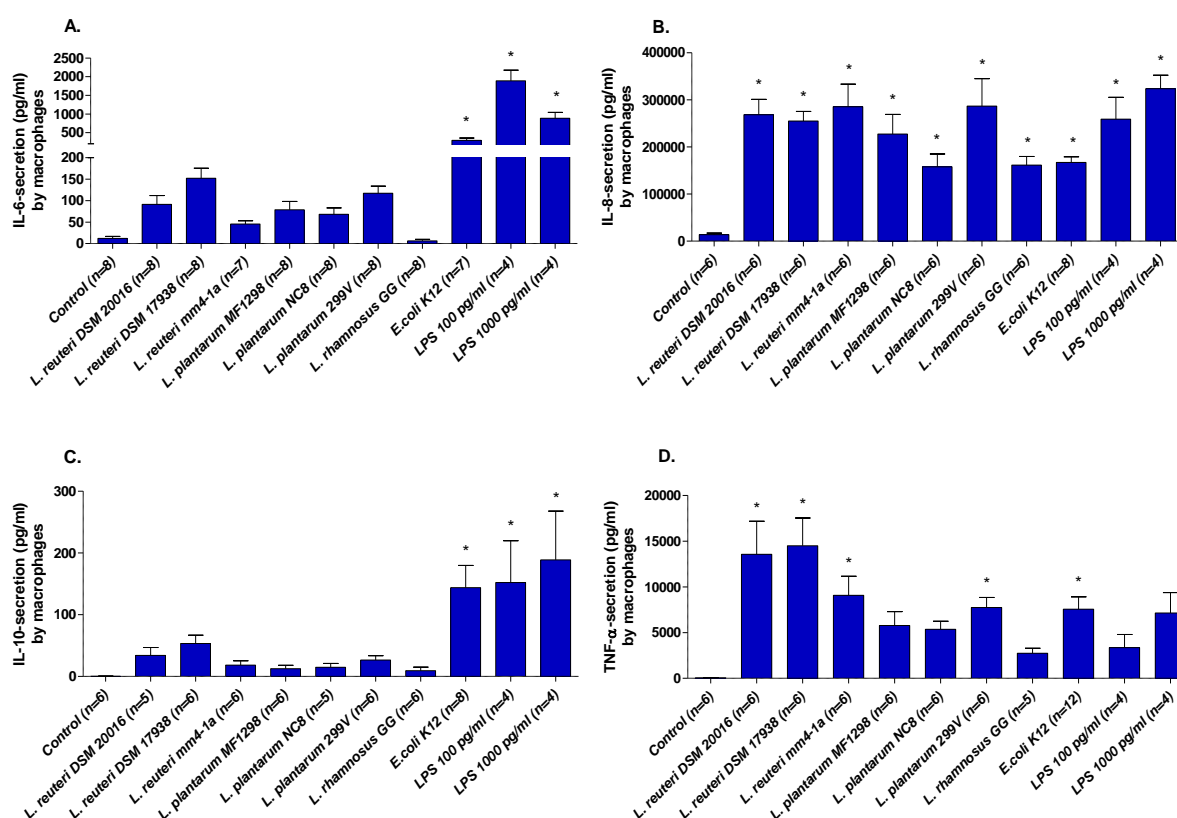 A.
IL-6-secretion (pg/ml)
by macrophages
2500
2000
1500
1000
500
200
150
100
50
0
Control (n=8)
L. reuteri DSM 20016 (n=8)
L. reuteri DSM 17938 (n=8)
L. reuteri mm4-1a (n=7)
L. plantarum MF1298 (n=8)
L. plantarum NC8 (n=8)
L. plantarum 299V (n=8)
L. rhamnosus GG (n=8)
E.coli K12 (n=7)
LPS 100 pg/ml (n=4)
LPS 1000 pg/ml (n=4)
* * *
B.
IL-8-secretion (pg/ml)
by macrophages
400000
300000
200000
100000
0
Control (n=6)
L. reuteri DSM 20016 (n=6)
L. reuteri DSM 17938 (n=6)
L. reuteri mm4-1a (n=6)
L. plantarum MF1298 (n=6)
L. plantarum NC8 (n=6)
L. plantarum 299V (n=6)
L. rhamnosus GG (n=6)
E.coli K12 (n=8)
LPS 100 pg/ml (n=4)
LPS 1000 pg/ml (n=4)
* * * * * * * * * *
C.
IL-10-secretion (pg/ml)
by macrophages
300
200
100
0
Control (n=6)
L. reuteri DSM 20016 (n=5)
L. reuteri DSM 17938 (n=6)
L. reuteri mm4-1a (n=6)
L. plantarum MF1298 (n=6)
L. plantarum NC8 (n=5)
L. plantarum 299V (n=6)
L. rhamnosus GG (n=6)
E.coli K12 (n=8)
LPS 100 pg/ml (n=4)
LPS 1000 pg/ml (n=4)
* * *
D.
TNF-α-secretion (pg/ml)
by macrophages
20000
15000
10000
5000
0
Control (n=6)
L. reuteri DSM 20016 (n=6)
L. reuteri DSM 17938 (n=6)
L. reuteri mm4-1a (n=6)
L. plantarum MF1298 (n=6)
L. plantarum NC8 (n=6)
L. plantarum 299V (n=6)
L. rhamnosus GG (n=5)
E.coli K12 (n=12)
LPS 100 pg/ml (n=4)
LPS 1000 pg/ml (n=4)
* * * * *